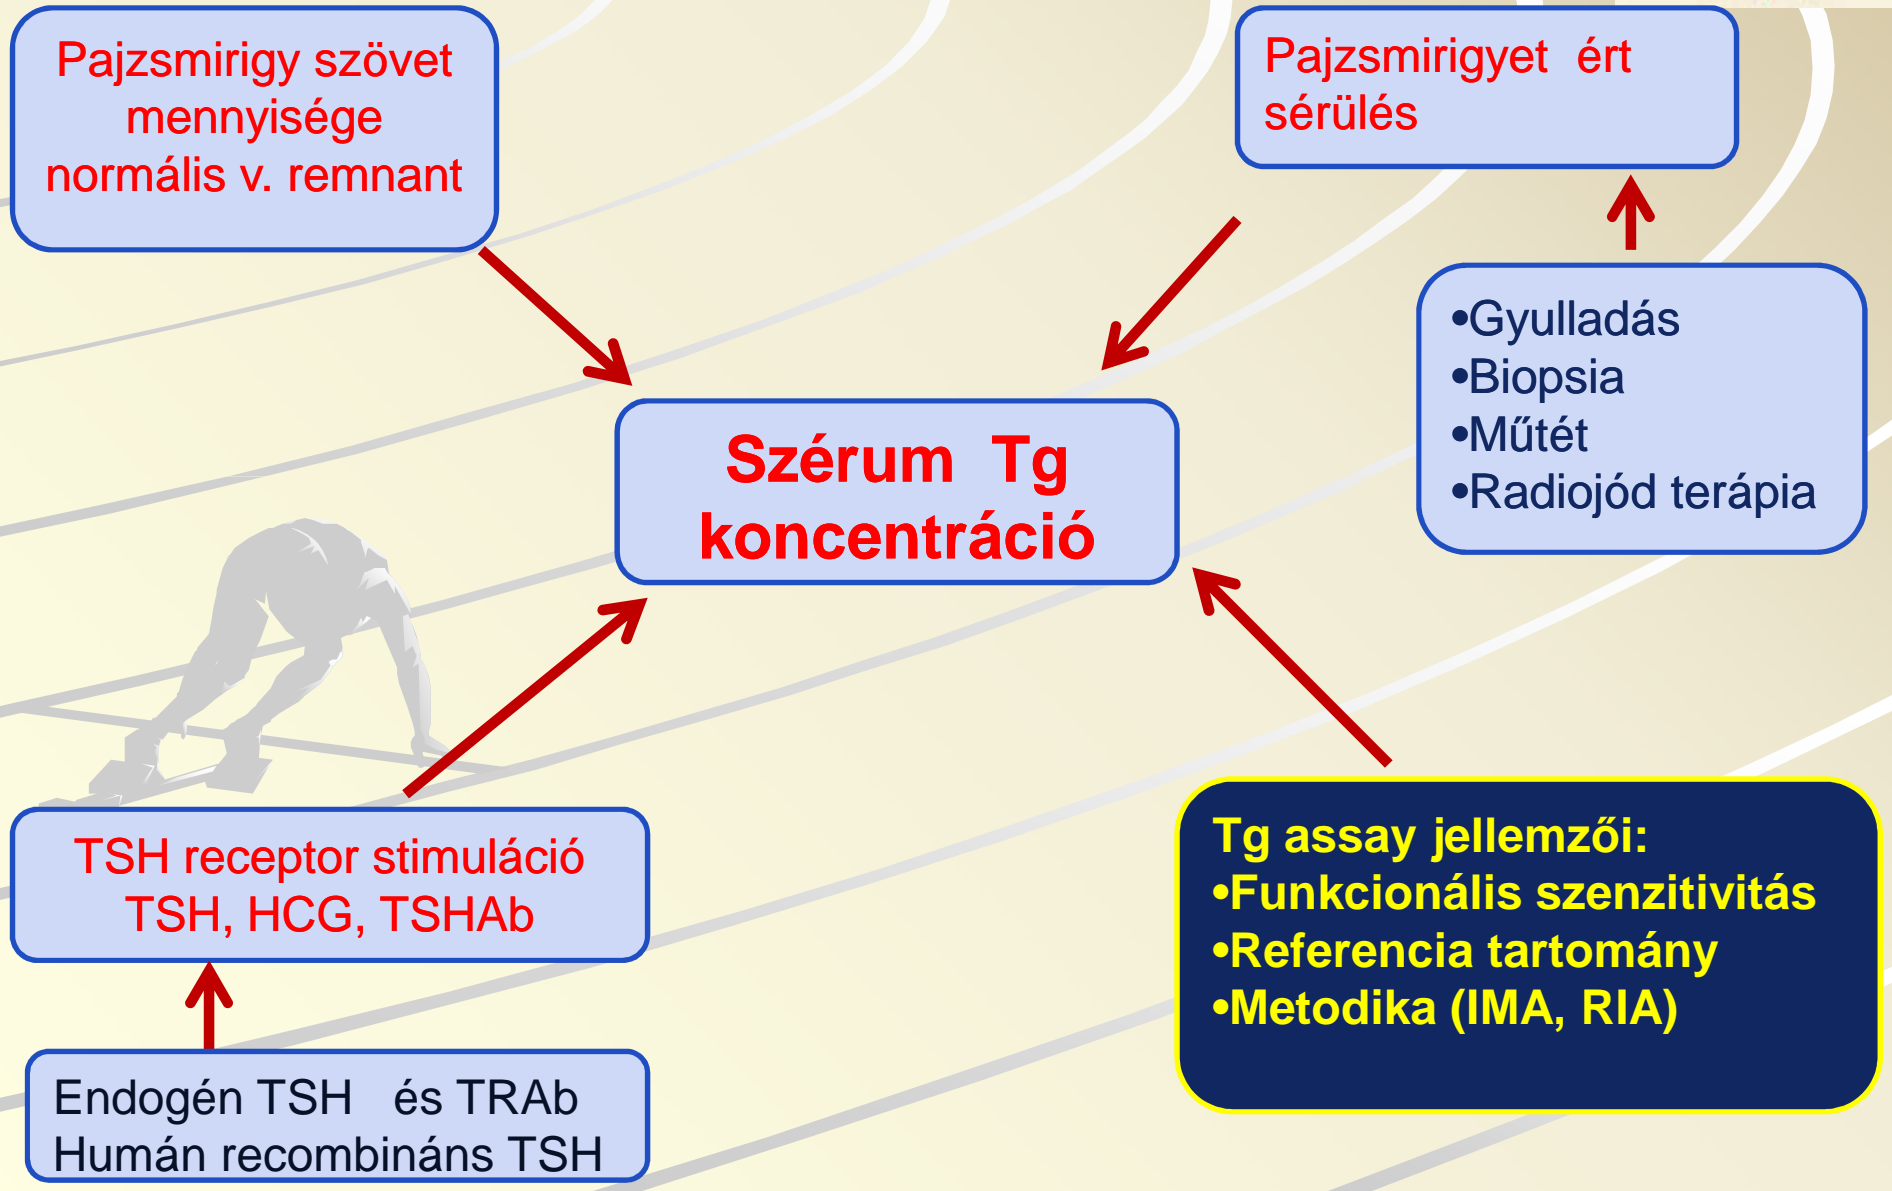 Pajzsmirigy szövet
mennyisége
normális v. remnant
Pajzsmirigyet ért
sérülés
•Gyulladás
•Biopsia
•Műtét
•Radiojód terápia
Szérum Tg
koncentráció
TSH receptor stimuláció
TSH, HCG, TSHAb
Endogén TSH és TRAb
Humán recombináns TSH
Tg assay jellemzői:
•Funkcionális szenzitivitás
•Referencia tartomány
•Metodika (IMA, RIA)